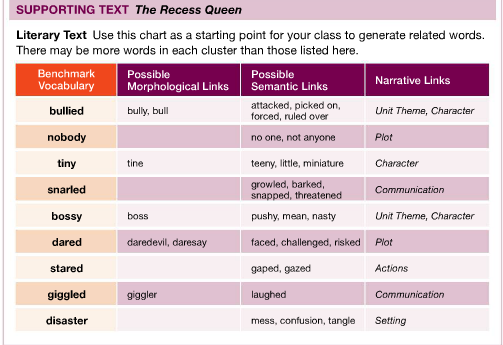 SUPPORTING TEXT The Recess Queen
Literary Text Use this chart as a starting point for your class to generate related words.
There may be more words in each cluster than those listed here.
Benchmark Vocabulary Possible Morphological Links Possible Semantic Links Narrative Links
bullied bully, bull attacked, picked on, forced, ruled over Unit Theme, Character
nobody no one, not anyone Plot
tiny tine teeny, little, miniature Character
snarled growled, barked, snapped, threatened Communication
bossy boss pushy, mean, nasty Unit Theme, Character
dared daredevil, daresay faced, challenged, risked Plot
stared gaped, gazed Actions
giggled giggler laughed Communication
disaster mess, confusion, tangle Setting